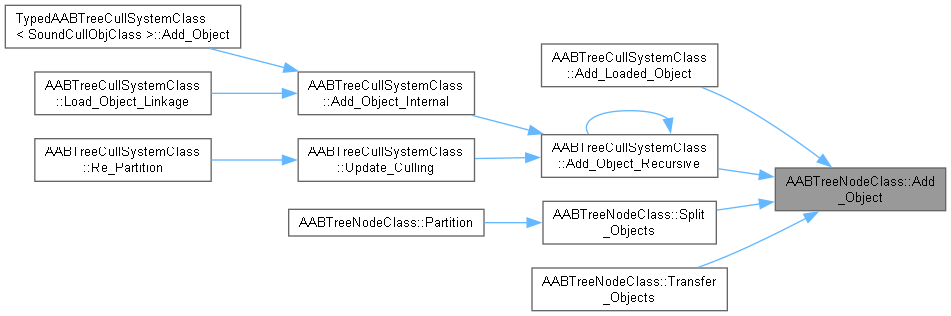 TypedAABTreeCullSystemClass
< SoundCullObjClass >::Add_Object
AABTreeCullSystemClass
::Load_Object_Linkage
AABTreeCullSystemClass
::Re_Partition
AABTreeCullSystemClass
::Add_Object_Internal
AABTreeCullSystemClass
::Update_Culling
AABTreeNodeClass::Partition
AABTreeCullSystemClass
::Add_Loaded_Object
AABTreeCullSystemClass
::Add_Object_Recursive
AABTreeNodeClass::Split
_Objects
AABTreeNodeClass::Transfer
_Objects
AABTreeNodeClass::Add
_Object